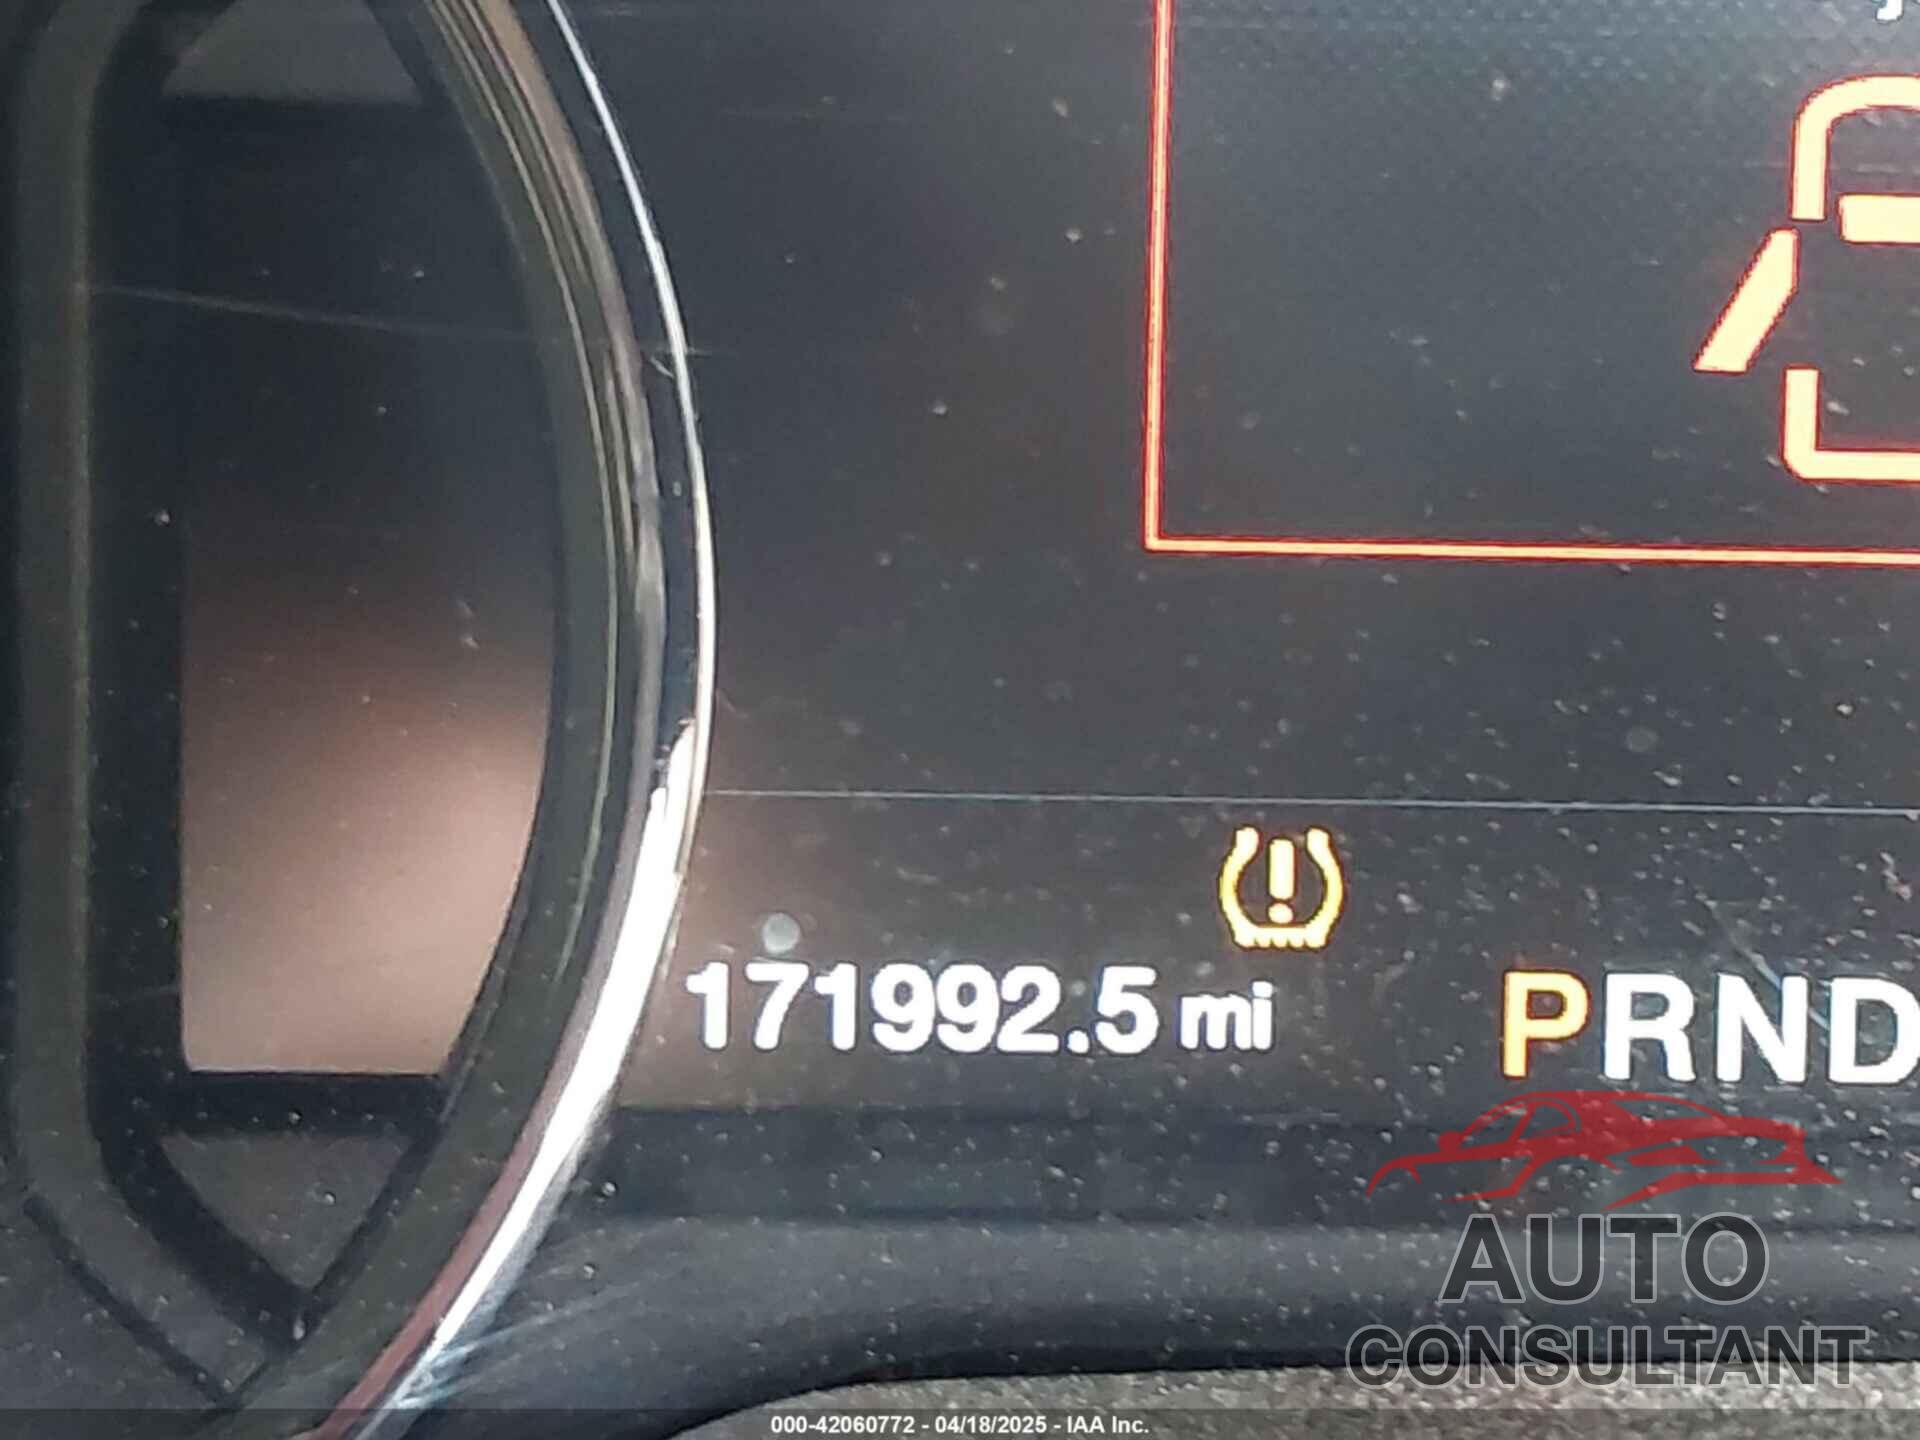 171992.5 mi
PRND
AUTO
CONSULTANT
000-42060772 - 04/18/2025 - IAA Inc.